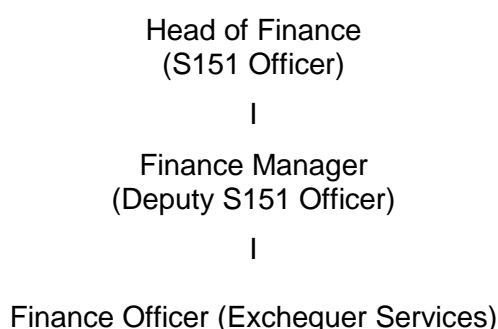 Head of Finance
(S151 Officer)
I
Finance Manager
(Deputy S151 Officer)
I
Finance Officer (Exchequer Services)